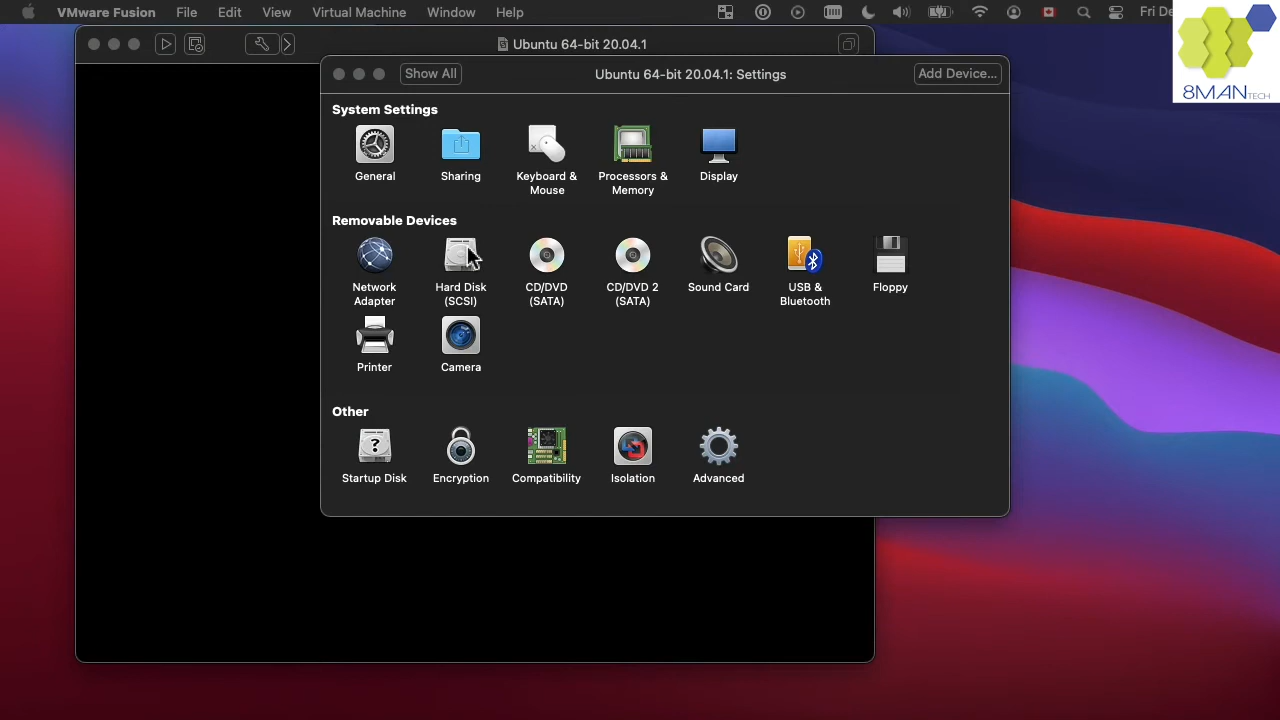 VMware Fusion File Edit View Virtual Machine Window Help Fri De
8MANTECH
Ubuntu 64-bit 20.04.1
Show All Ubuntu 64-bit 20.04.1: Settings Add Device...
System Settings
General Sharing Keyboard & Processors & Display
Mouse Memory
Removable Devices
Network Hard Disk CD/DVD CD/DVD 2 Sound Card USB & Floppy
Adapter (SCSI) (SATA) (SATA) Bluetooth
Printer Camera
Other
?
Startup Disk Encryption Compatibility Isolation Advanced